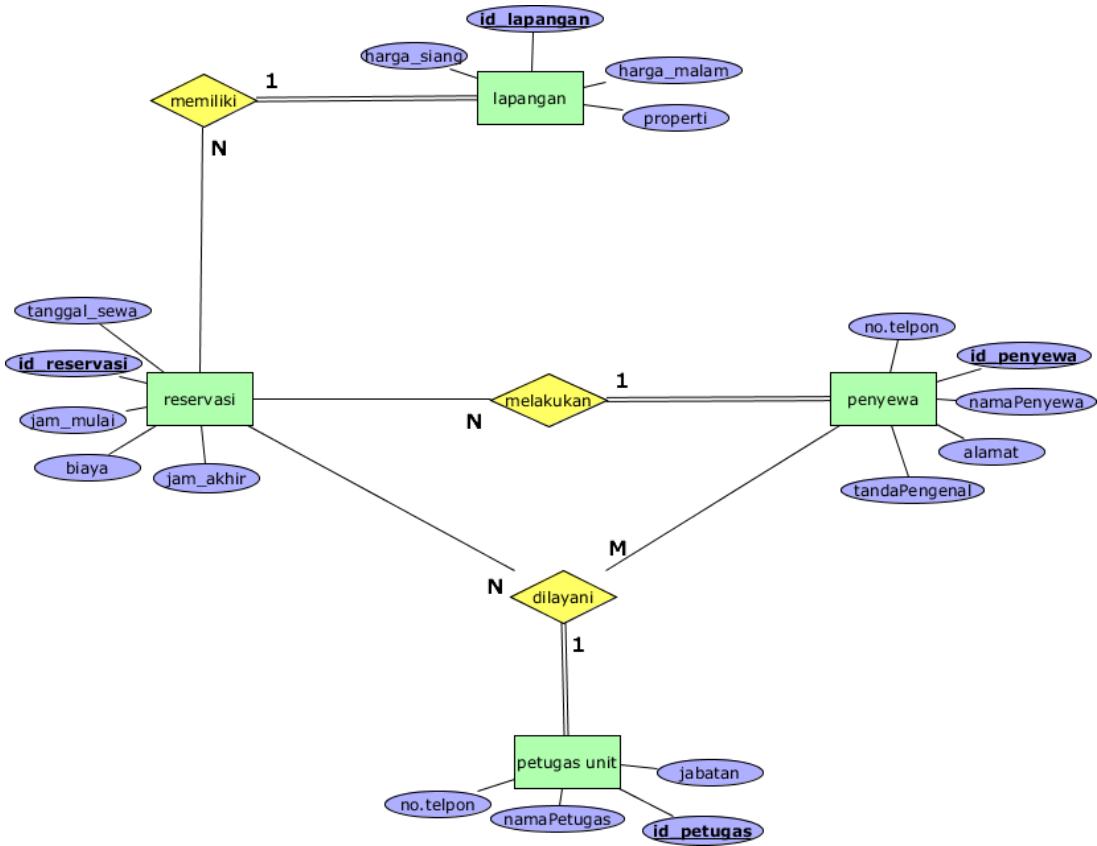 id_lapangan
harga_siang
harga_malam
1
memiliki
lapangan
properti
N
tanggal_sewa
no.telpon
id_reservasi
id_penyewa
1
reservasi
melakukan
penyewa
namaPenyewa
jam_mulai
N
alamat
biaya
jam_akhir
tandaPengenal
M
N
dilayani
1
petugas unit
jabatan
no.telpon
namaPetugas
id_petugas